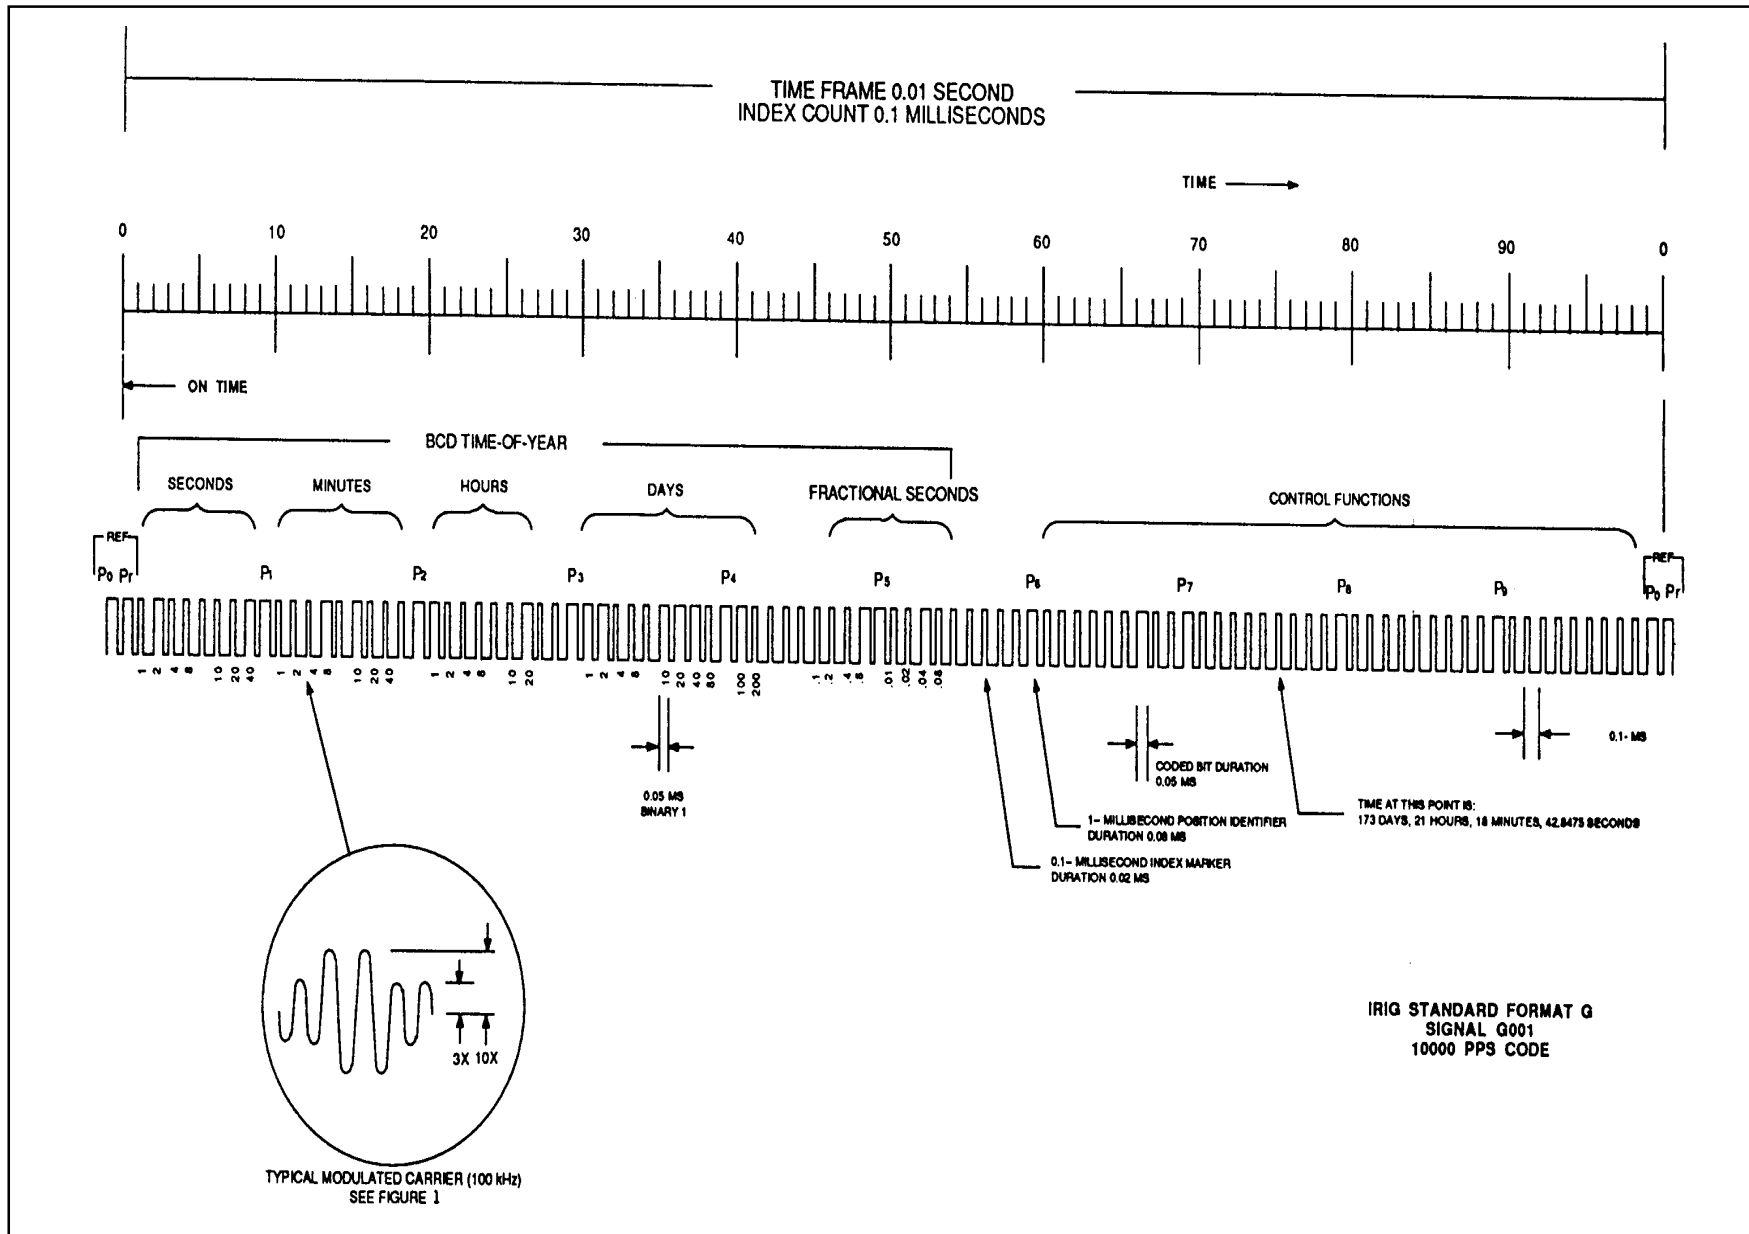 TIME FRAME 0.01 SECOND
INDEX COUNT 0.1 MILLISECONDS
TIME
0 10 20 30 40 50 60 70 80 90 0
ON TIME
BCD TIME-OF-YEAR
SECONDS MINUTES HOURS DAYS FRACTIONAL SECONDS CONTROL FUNCTIONS
REF REF
P0 Pr P1 P2 P3 P4 P5 P6 P7 P8 P9 P0 Pr
1 2 4 8 10 20 40 1 2 4 8 10 20 40 1 2 4 8 10 20 1 2 4 8 10 20 40 80 100 200 .1 .2 .4 .8 .01 .02 .04 .08
0.05 MS
BINARY 1
CODED BIT DURATION
0.05 MS
0.1- MS
1- MILLISECOND POSITION IDENTIFIER
DURATION 0.08 MS
0.1- MILLISECOND INDEX MARKER
DURATION 0.02 MS
TIME AT THIS POINT IS:
173 DAYS, 21 HOURS, 18 MINUTES, 42.8475 SECONDS
3X 10X
TYPICAL MODULATED CARRIER (100 kHz)
SEE FIGURE 1
IRIG STANDARD FORMAT G
SIGNAL G001
10000 PPS CODE